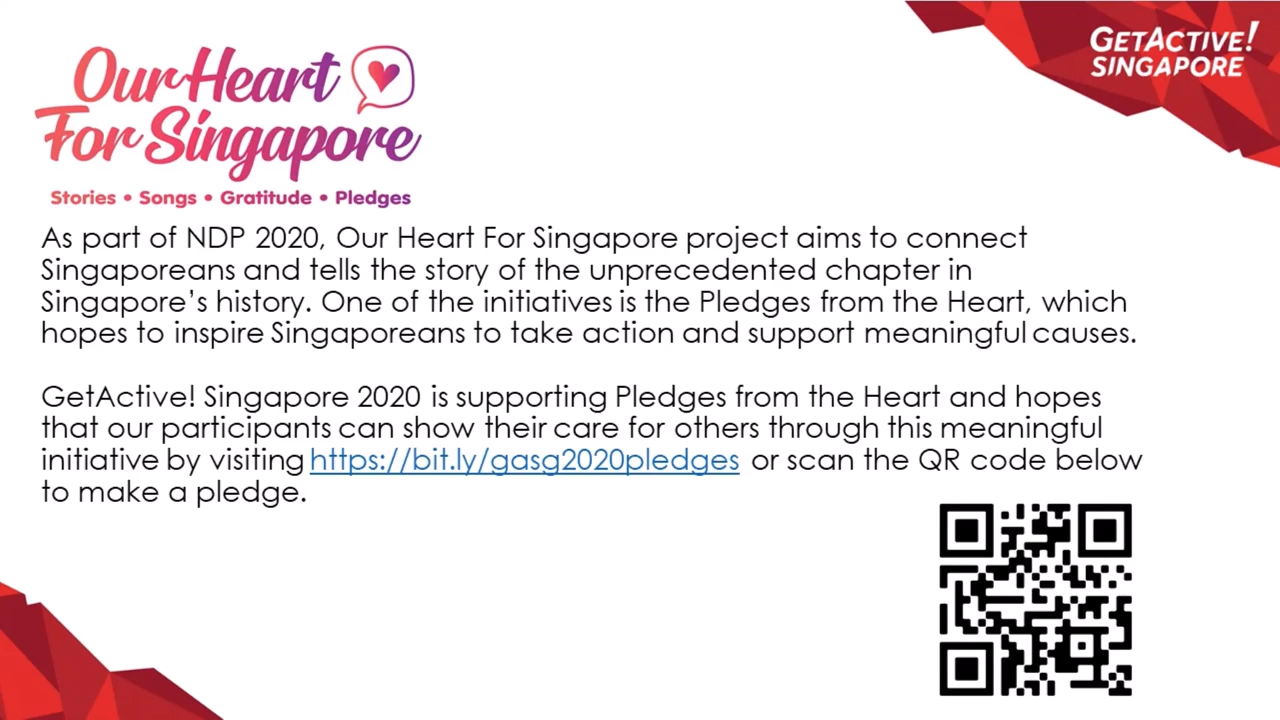 Our Heart
For Singapore
Stories • Songs • Gratitude • Pledges
GETACTIVE!
SINGAPORE
As part of NDP 2020, Our Heart For Singapore project aims to connect
Singaporeans and tells the story of the unprecedented chapter in
Singapore’s history. One of the initiatives is the Pledges from the Heart, which
hopes to inspire Singaporeans to take action and support meaningful causes.
GetActive! Singapore 2020 is supporting Pledges from the Heart and hopes
that our participants can show their care for others through this meaningful
initiative by visiting https://bit.ly/gasg2020pledges or scan the QR code below
to make a pledge.